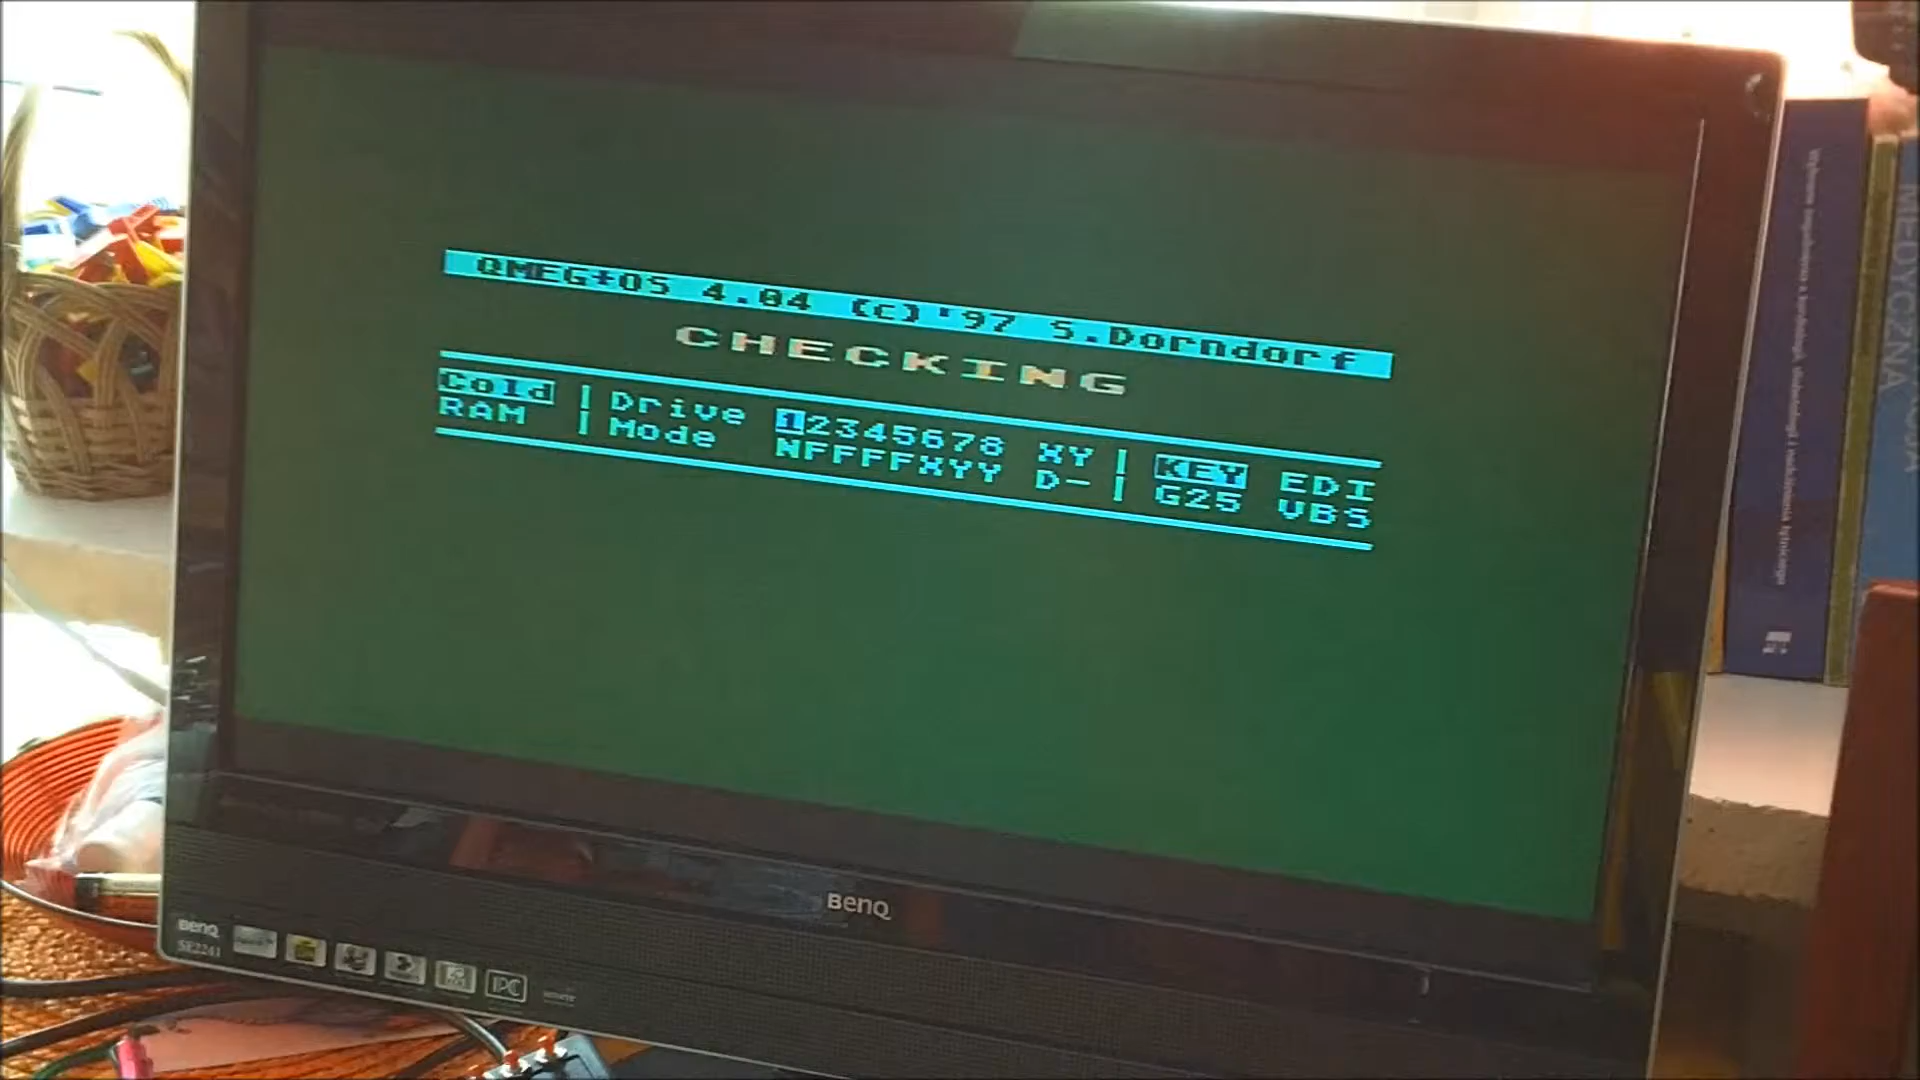 QMEG+OS 4.04 (c)'97 S.Dorndorf
CHECKING
Cold | Drive 12345678 XY | KEY EDI
RAM | Mode NFFFFXYY D- | G25 VBS
BenQ
BenQ
SE2241
IPC
MEDYCZNA